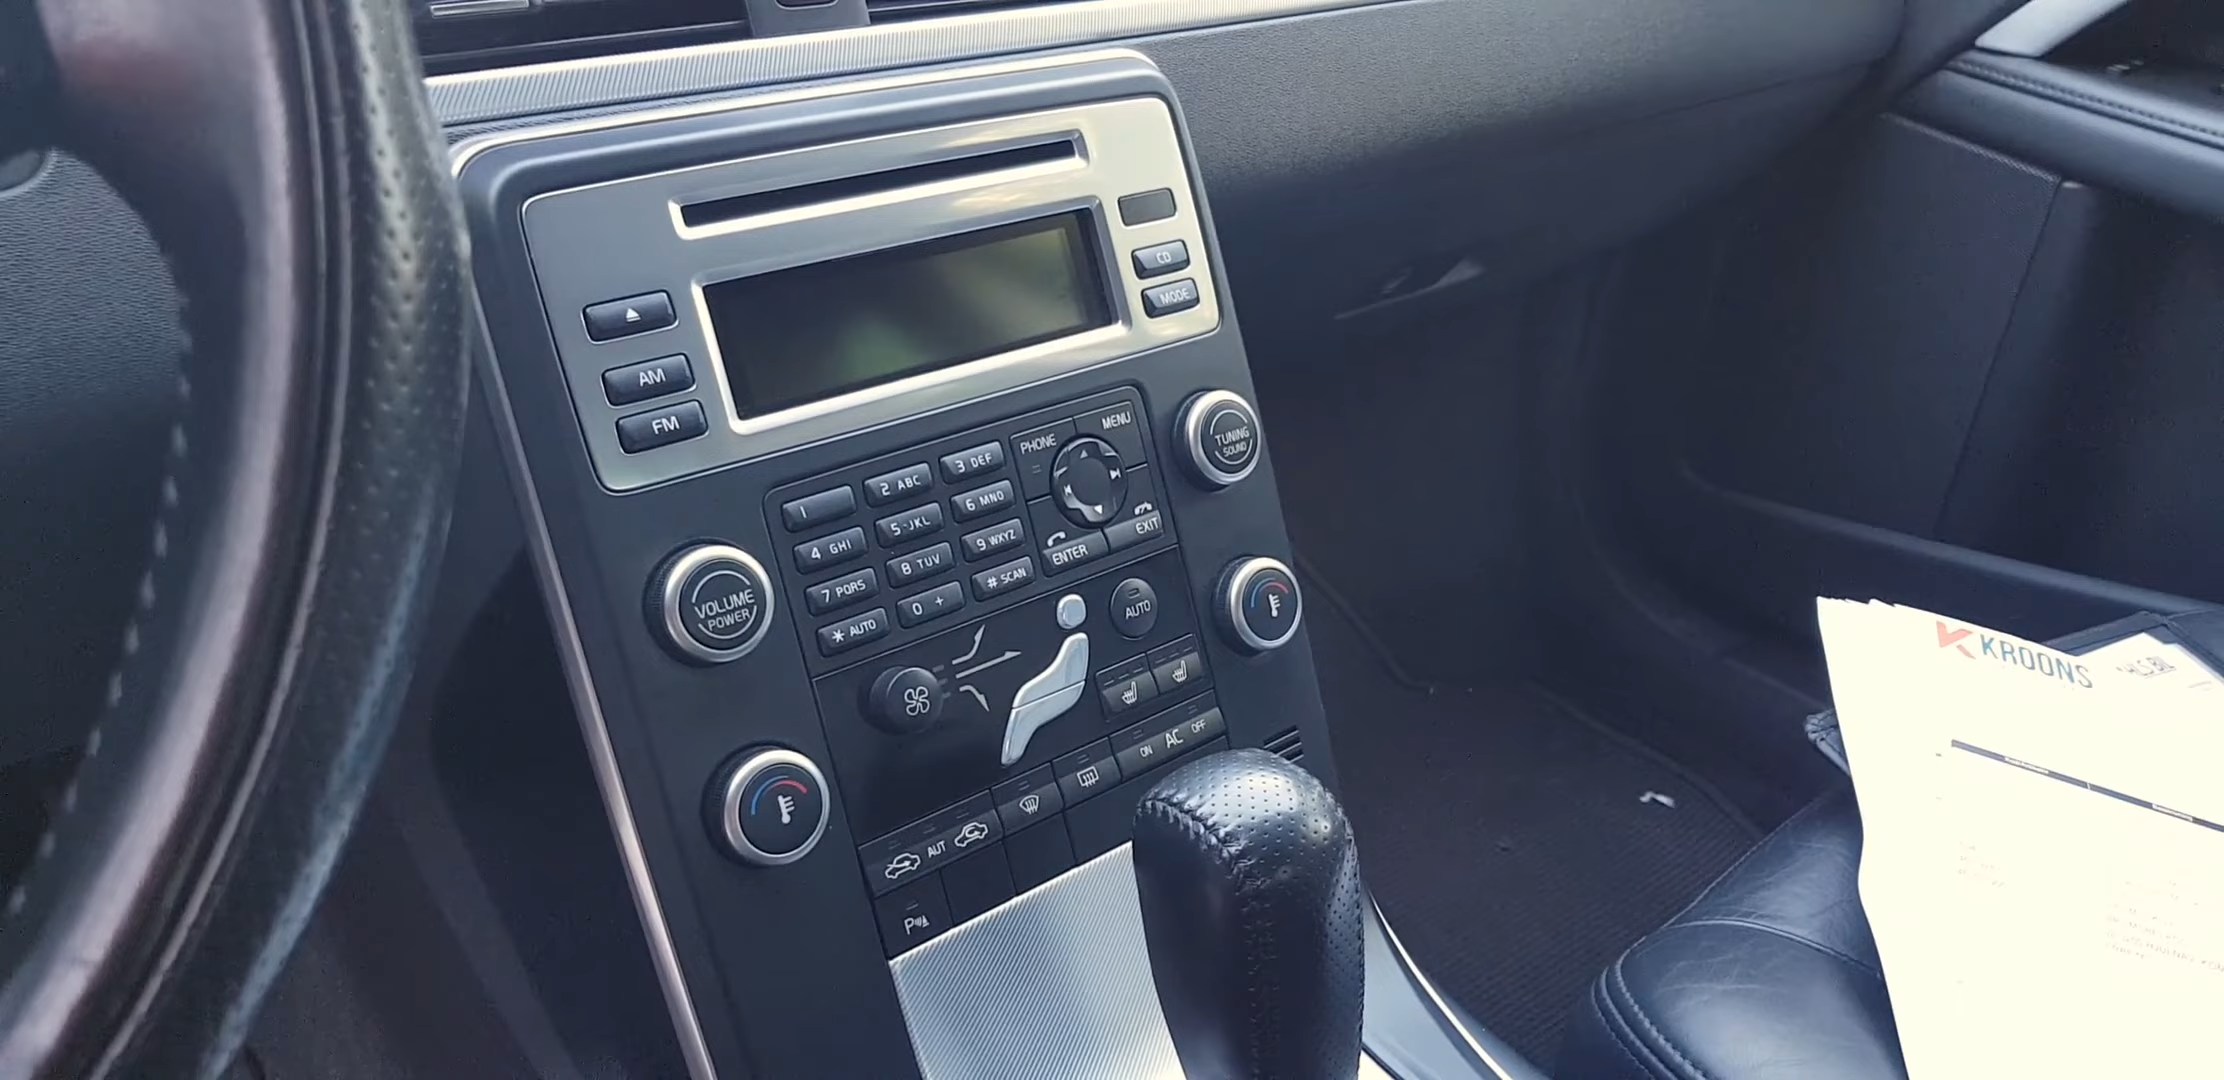 CD
MODE
AM
FM
PHONE
MENU
TUNING
SOUND
1
2 ABC
3 DEF
4 GHI
5 JKL
6 MNO
7 PQRS
8 TUV
9 WXYZ
* AUTO
0 +
# SCAN
ENTER
EXIT
VOLUME
POWER
AUTO
ON AC OFF
AUT
P
KROONS